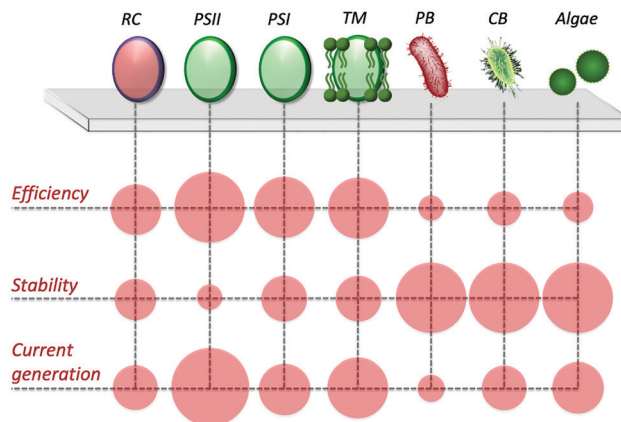 RC PSII PSI TM PB CB Algae
Efficiency
Stability
Current
generation